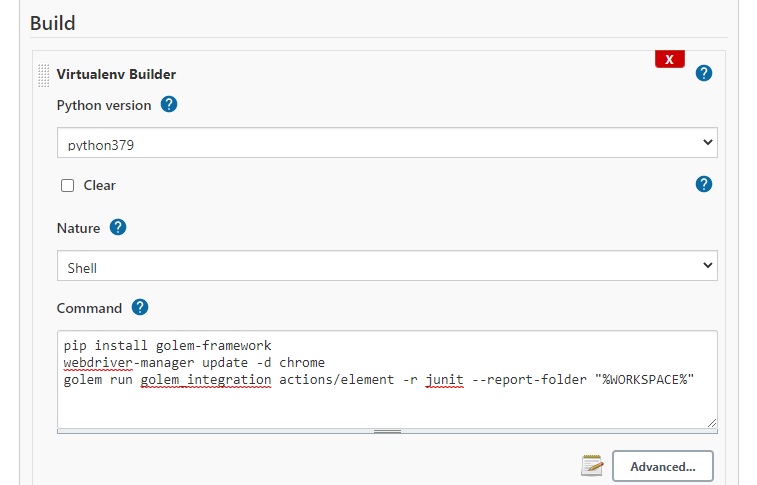 Build
X
Virtualenv Builder ?
Python version ?
python379
Clear ?
Nature ?
Shell
Command ?
pip install golem-framework
webdriver-manager update -d chrome
golem run golem_integration actions/element -r junit --report-folder "%WORKSPACE%"
Advanced...